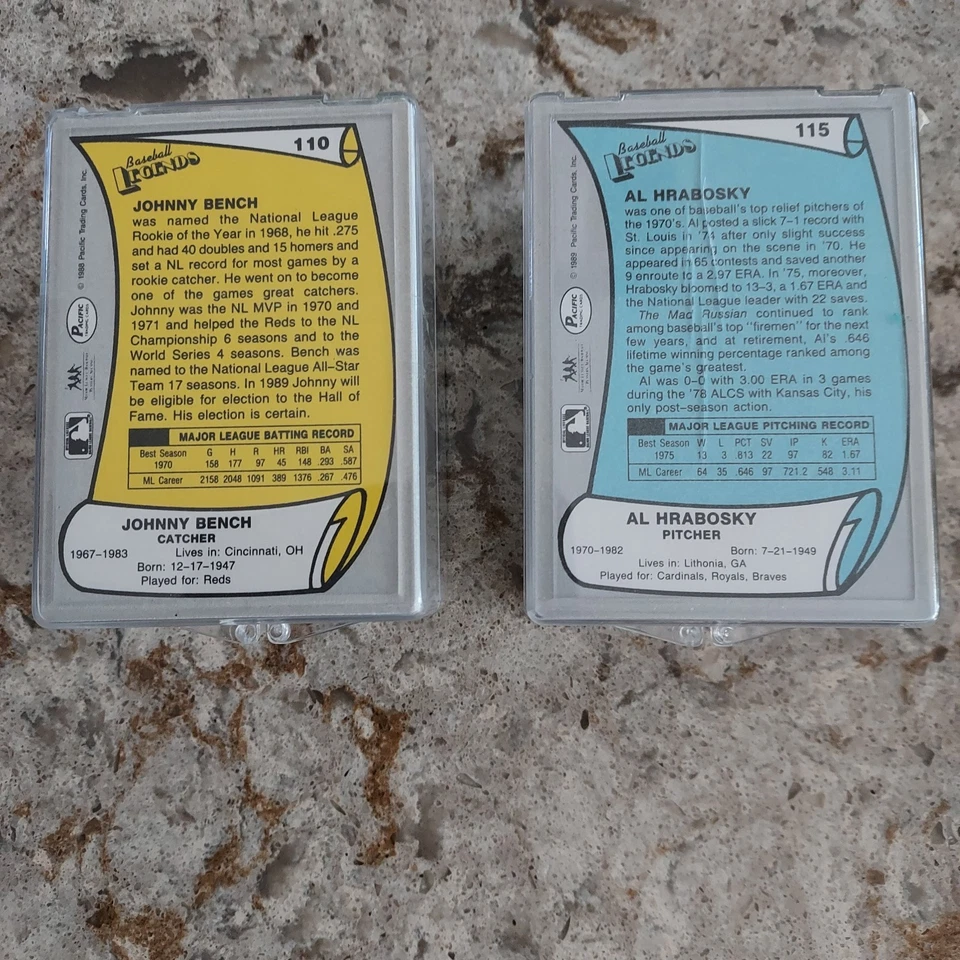 110
Baseball
LEGENDS
JOHNNY BENCH
was named the National League
Rookie of the Year in 1968, he hit .275
and had 40 doubles and 15 homers and
set a NL record for most games by a
rookie catcher. He went on to become
one of the games great catchers.
Johnny was the NL MVP in 1970 and
1971 and helped the Reds to the NL
Championship 6 seasons and to the
World Series 4 seasons. Bench was
named to the National League All-Star
Team 17 seasons. In 1989 Johnny will
be eligible for election to the Hall of
Fame. His election is certain.
MAJOR LEAGUE BATTING RECORD
Best Season G H R HR RBI BA SA
1970 158 177 97 45 148 .293 .587
ML Career 2158 2048 1091 389 1376 .267 .476
JOHNNY BENCH
CATCHER
1967-1983 Lives in: Cincinnati, OH
Born: 12-17-1947
Played for: Reds
© 1988 Pacific Trading Cards, Inc.
PACIFIC
TRADING CARDS
115
Baseball
LEGENDS
AL HRABOSKY
was one of baseball's top relief pitchers of
the 1970's. Al posted a slick 7-1 record with
St. Louis in '71 after only slight success
since appearing on the scene in '70. He
appeared in 65 contests and saved another
9 enroute to a 2.97 ERA. In '75, moreover,
Hrabosky bloomed to 13-3, a 1.67 ERA and
the National League leader with 22 saves.
The Mad Russian continued to rank
among baseball's top "firemen" for the next
few years, and at retirement, Al's .646
lifetime winning percentage ranked among
the game's greatest.
Al was 0-0 with 3.00 ERA in 3 games
during the '78 ALCS with Kansas City, his
only post-season action.
MAJOR LEAGUE PITCHING RECORD
Best Season W L PCT SV IP K ERA
1975 13 3 .813 22 97 82 1.67
ML Career 64 35 .646 97 721.2 548 3.11
AL HRABOSKY
PITCHER
1970-1982 Born: 7-21-1949
Lives in: Lithonia, GA
Played for: Cardinals, Royals, Braves
© 1989 Pacific Trading Cards, Inc.
PACIFIC
TRADING CARDS